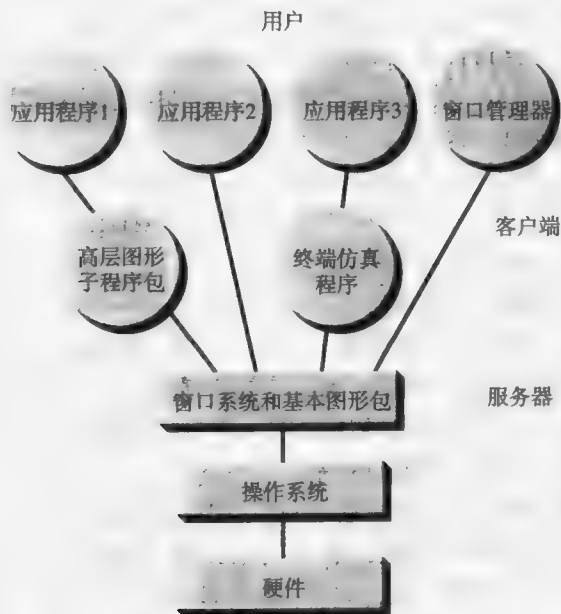 用户
应用程序1
应用程序2
应用程序3
窗口管理器
客户端
高层图形
子程序包
终端仿真
程序
窗口系统和基本图形包
服务器
操作系统
硬件